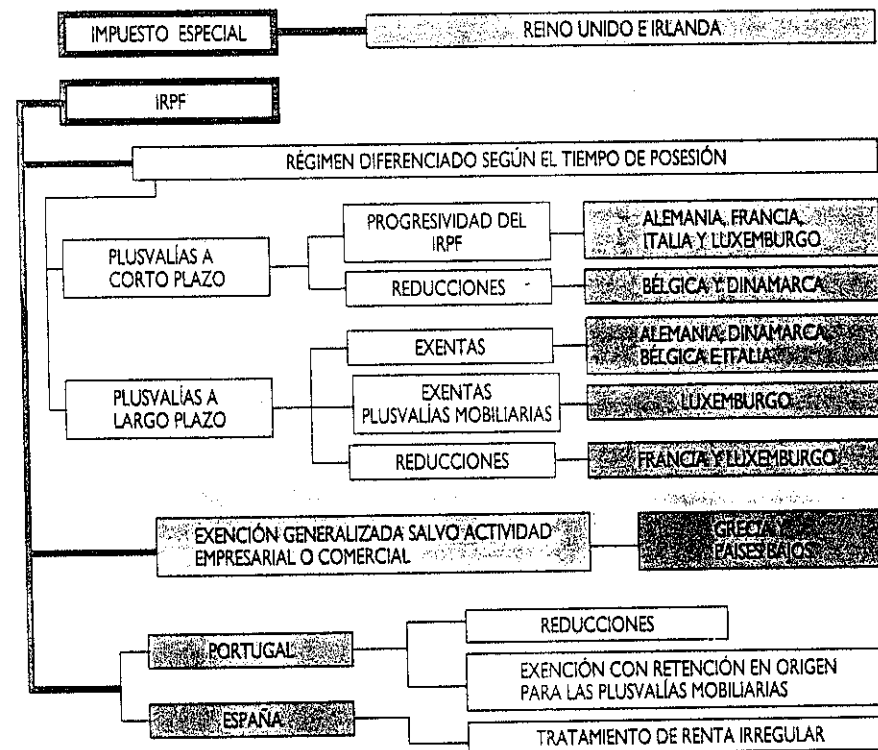 IMPUESTO ESPECIAL
REINO UNIDO E IRLANDA
IRPF
RÉGIMEN DIFERENCIADO SEGÚN EL TIEMPO DE POSESIÓN
PLUSVALÍAS A
CORTO PLAZO
PROGRESIVIDAD DEL
IRPF
ALEMANIA, FRANCIA,
ITALIA Y LUXEMBURGO
REDUCCIONES
BÉLGICA Y DINAMARCA
PLUSVALÍAS A
LARGO PLAZO
EXENTAS
ALEMANIA, DINAMARCA,
BÉLGICA E ITALIA
EXENTAS
PLUSVALÍAS MOBILIARIAS
LUXEMBURGO
REDUCCIONES
FRANCIA Y LUXEMBURGO
EXENCIÓN GENERALIZADA SALVO ACTIVIDAD
EMPRESARIAL O COMERCIAL
GRECIA Y
PAISES BAJOS
PORTUGAL
REDUCCIONES
EXENCIÓN CON RETENCIÓN EN ORIGEN
PARA LAS PLUSVALÍAS MOBILIARIAS
ESPAÑA
TRATAMIENTO DE RENTA IRREGULAR